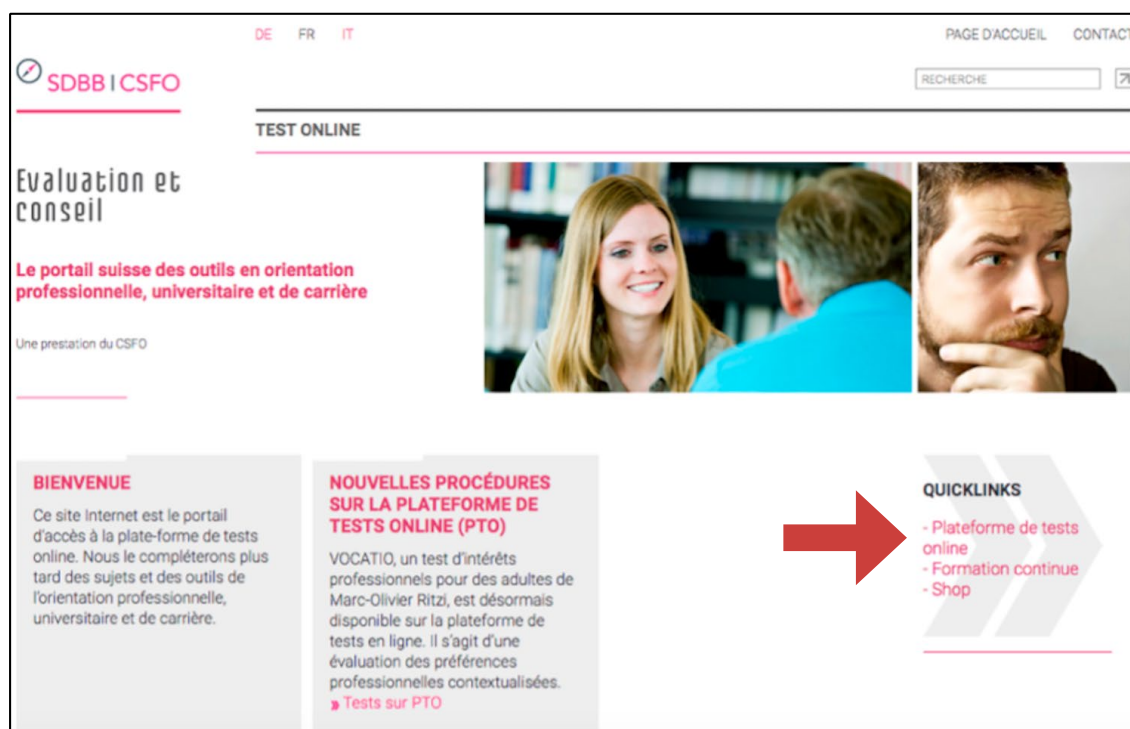 DE FR IT
PAGE D'ACCUEIL CONTACT
SDBB | CSFO
RECHERCHE
TEST ONLINE
Evaluation et
conseil
Le portail suisse des outils en orientation
professionnelle, universitaire et de carrière
Une prestation du CSFO
BIENVENUE
Ce site Internet est le portail
d'accès à la plate-forme de tests
online. Nous le compléterons plus
tard des sujets et des outils de
l'orientation professionnelle,
universitaire et de carrière.
NOUVELLES PROCÉDURES
SUR LA PLATEFORME DE
TESTS ONLINE (PTO)
VOCATIO, un test d'intérêts
professionnels pour des adultes de
Marc-Olivier Ritzi, est désormais
disponible sur la plateforme de
tests en ligne. Il s'agit d'une
évaluation des préférences
professionnelles contextualisées.
Tests sur PTO
QUICKLINKS
- Plateforme de tests
online
- Formation continue
- Shop